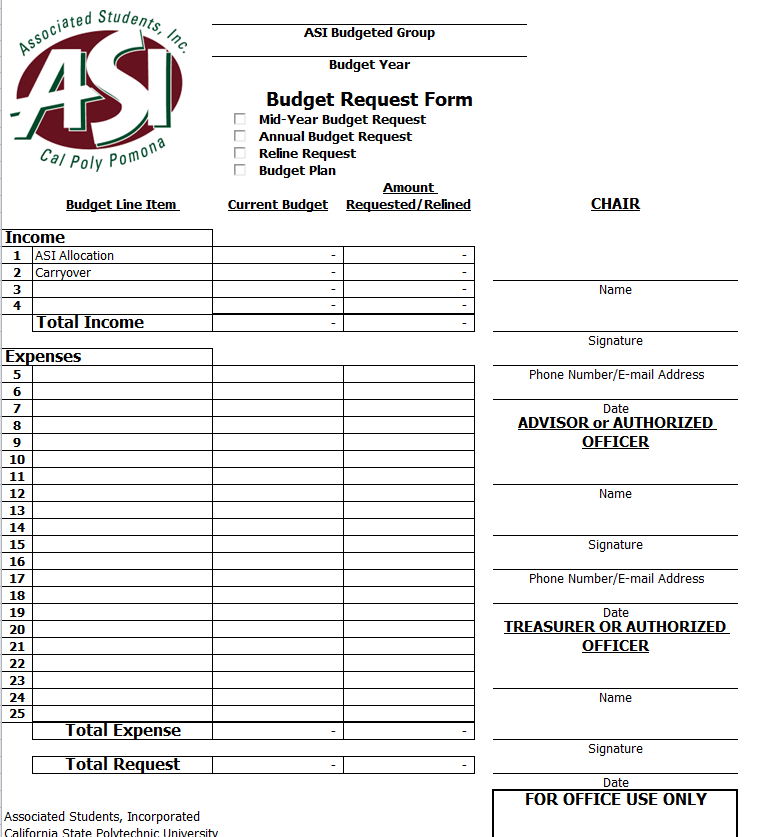 Associated Students, Inc.
ASI
Cal Poly Pomona
ASI Budgeted Group
Budget Year
Budget Request Form
Mid-Year Budget Request
Annual Budget Request
Reline Request
Budget Plan
Budget Line Item Current Budget Amount Requested/Relined CHAIR
Income
1 ASI Allocation - -
2 Carryover - -
3 - -
Name
4 - -
Total Income - -
Signature
Expenses
5
Phone Number/E-mail Address
6
7
Date
8
ADVISOR or AUTHORIZED
9
OFFICER
10
11
12
Name
13
14
15
Signature
16
17
Phone Number/E-mail Address
18
19
Date
20
TREASURER OR AUTHORIZED
21
OFFICER
22
23
24
Name
25
Total Expense - -
Signature
Total Request - -
Date
FOR OFFICE USE ONLY
Associated Students, Incorporated
California State Polytechnic University